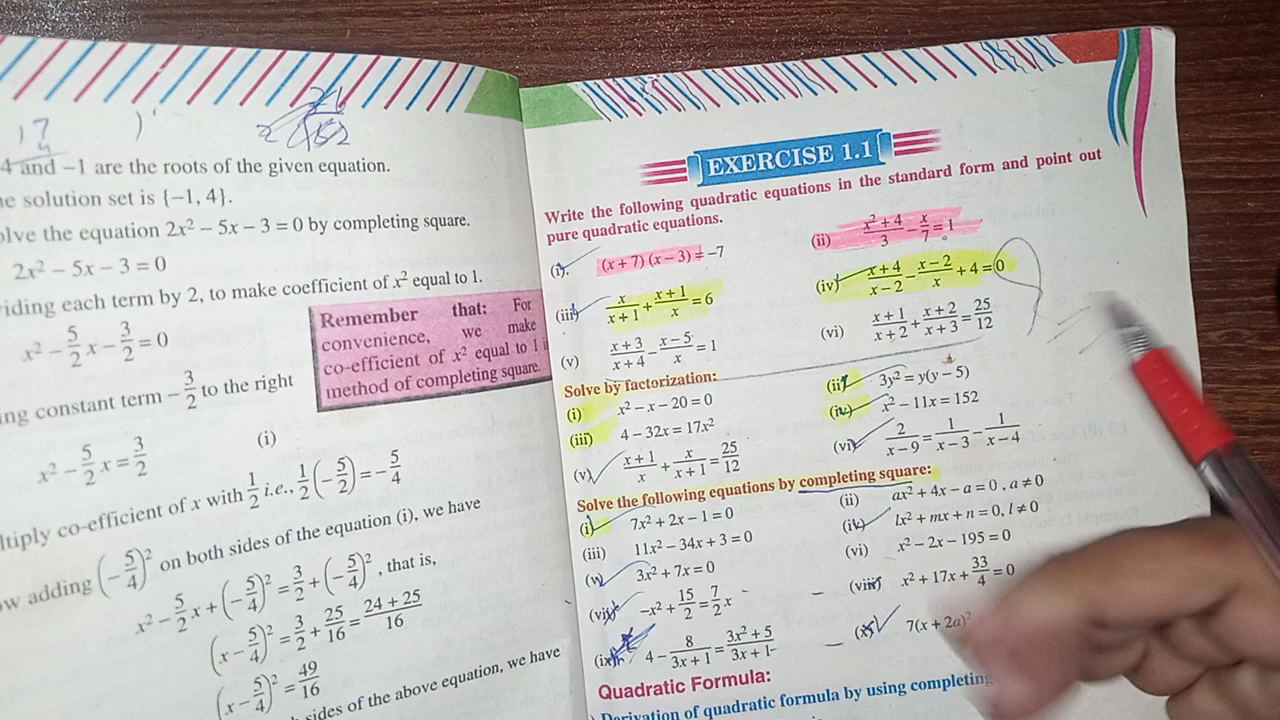 17
4
26
2 52
4 and −1 are the roots of the given equation.
solution set is {−1, 4}.
the equation 2x² − 5x − 3 = 0 by completing square.
2x² − 5x − 3 = 0
each term by 2, to make coefficient of x² equal to 1.
x² − 5/2 x − 3/2 = 0
Remember that: For
convenience, we make
co-efficient of x² equal to 1
method of completing square.
constant term − 3/2 to the right
x² − 5/2 x = 3/2 (i)
co-efficient of x with 1/2 i.e., 1/2 (−5/2) = −5/4
adding (−5/4)² on both sides of the equation (i), we have
x² − 5/2 x + (−5/4)² = 3/2 + (−5/4)², that is,
(x − 5/4)² = 3/2 + 25/16 = 24 + 25/16
(x − 5/4)² = 49/16
sides of the above equation, we have
EXERCISE 1.1
Write the following quadratic equations in the standard form and point out
pure quadratic equations.
(i). (x + 7) (x − 3) = −7 (ii) x² + 4/3 − x/7 = 1
(iii) x/x + 1 + x + 1/x = 6 (iv) x + 4/x − 2 − x − 2/x + 4 = 0
(v) x + 3/x + 4 − x − 5/x = 1 (vi) x + 1/x + 2 + x + 2/x + 3 = 25/12
Solve by factorization:
(i) x² − x − 20 = 0 (ii) 3y² = y(y − 5)
(iii) 4 − 32x = 17x² (iv) x² − 11x = 152
(v) x + 1/x + x/x + 1 = 25/12 (vi) 2/x − 9 = 1/x − 3 − 1/x − 4
Solve the following equations by completing square:
(i) 7x² + 2x − 1 = 0 (ii) ax² + 4x − a = 0 , a ≠ 0
(iii) 11x² − 34x + 3 = 0 (iv) lx² + mx + n = 0, l ≠ 0
(v) 3x² + 7x = 0 (vi) x² − 2x − 195 = 0
(vii) −x² + 15/2 = 7/2 x (viii) x² + 17x + 33/4 = 0
(ix) 4 − 8/3x + 1 = 3x² + 5/3x + 1 (x) 7(x + 2a)²
Quadratic Formula:
Derivation of quadratic formula by using completing